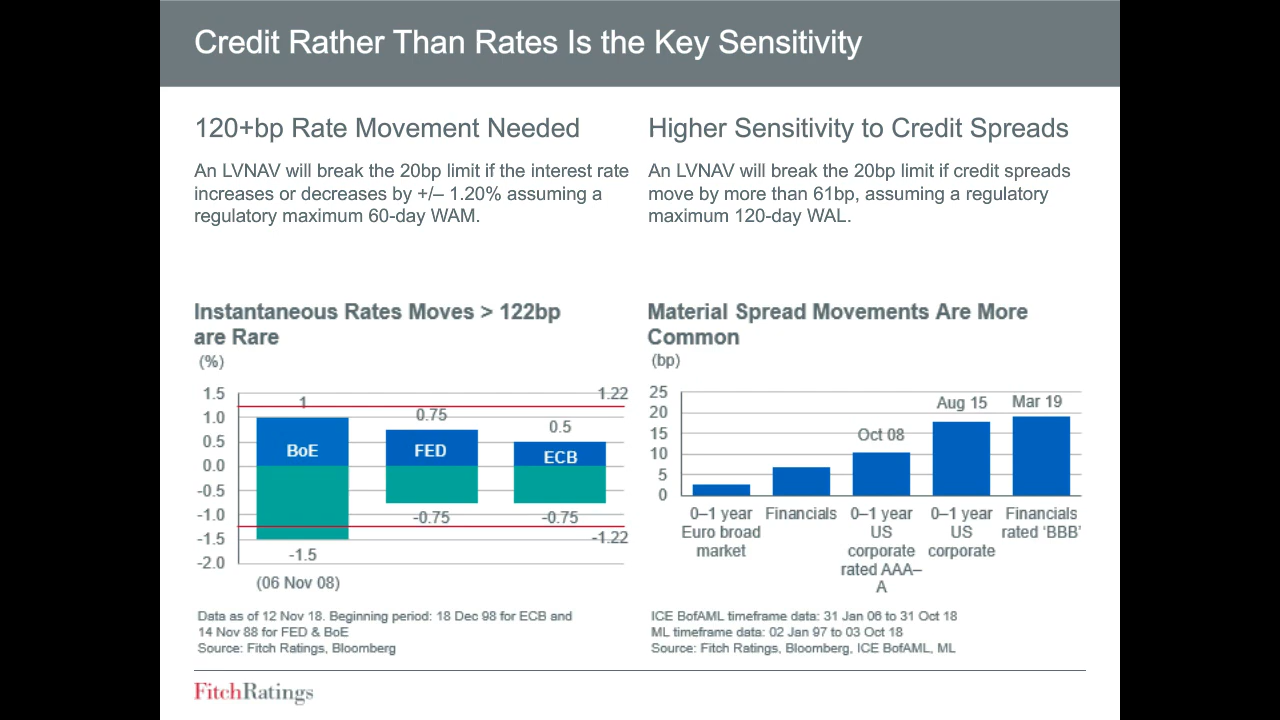 Credit Rather Than Rates Is the Key Sensitivity
120+bp Rate Movement Needed
An LVNAV will break the 20bp limit if the interest rate
increases or decreases by +/– 1.20% assuming a
regulatory maximum 60-day WAM.
Higher Sensitivity to Credit Spreads
An LVNAV will break the 20bp limit if credit spreads
move by more than 61bp, assuming a regulatory
maximum 120-day WAL.
Instantaneous Rates Moves > 122bp
are Rare
(%)
1.5
1.0
0.5
0.0
-0.5
-1.0
-1.5
-2.0
1
0.75
0.5
1.22
BoE
FED
ECB
-0.75
-0.75
-1.22
-1.5
(06 Nov 08)
Data as of 12 Nov 18. Beginning period: 18 Dec 98 for ECB and
14 Nov 88 for FED & BoE
Source: Fitch Ratings, Bloomberg
Material Spread Movements Are More
Common
(bp)
25
20
15
10
5
0
Oct 08
Aug 15
Mar 19
0–1 year
Euro broad
market
Financials
0–1 year
US
corporate
rated AAA–
A
0–1 year
US
corporate
Financials
rated ‘BBB’
ICE BofAML timeframe data: 31 Jan 06 to 31 Oct 18
ML timeframe data: 02 Jan 97 to 03 Oct 18
Source: Fitch Ratings, Bloomberg, ICE BofAML, ML
FitchRatings